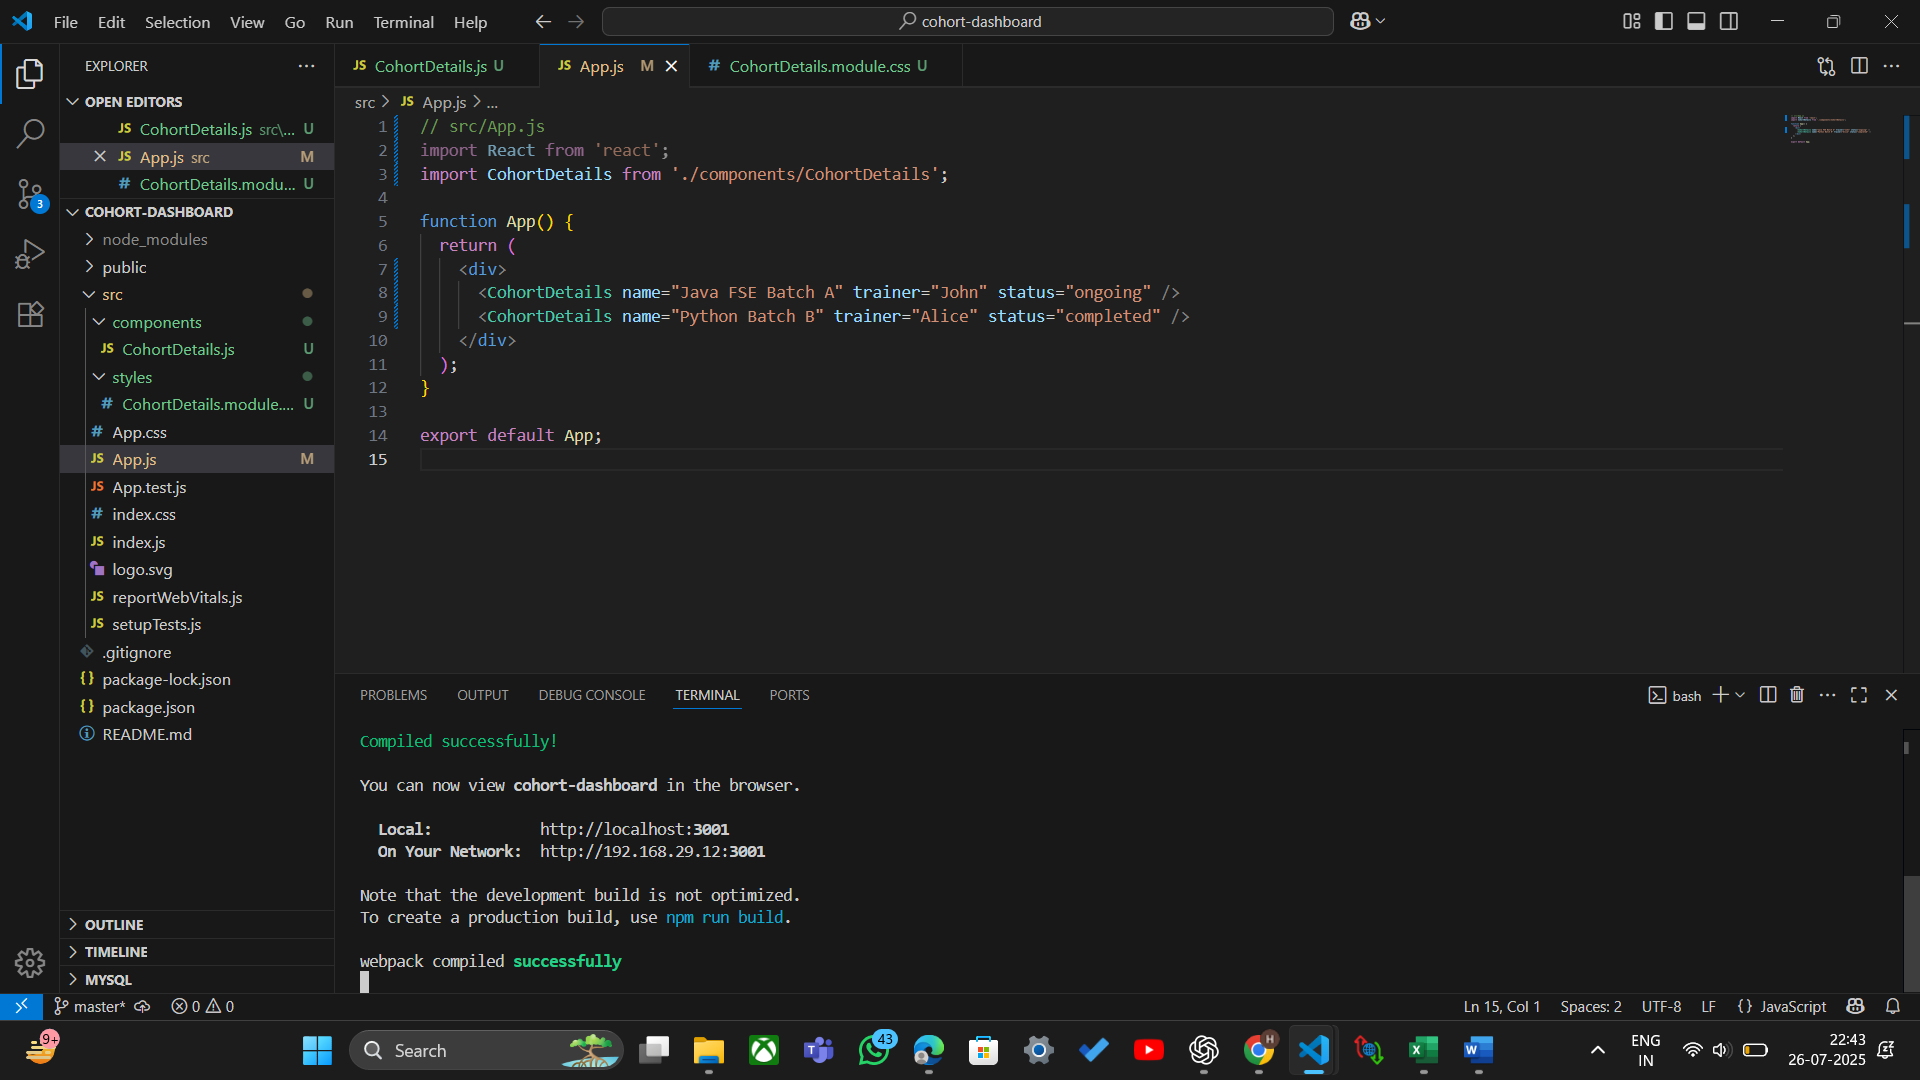 File Edit Selection View Go Run Terminal Help
cohort-dashboard
EXPLORER
OPEN EDITORS
JS CohortDetails.js src\... U
JS App.js src M
# CohortDetails.modu... U
COHORT-DASHBOARD
node_modules
public
src
components
JS CohortDetails.js U
styles
# CohortDetails.module.... U
# App.css
JS App.js M
JS App.test.js
# index.css
JS index.js
logo.svg
JS reportWebVitals.js
JS setupTests.js
.gitignore
{} package-lock.json
{} package.json
README.md
OUTLINE
TIMELINE
MYSQL
3
JS CohortDetails.js U
JS App.js M
# CohortDetails.module.css U
src > JS App.js > ...
1 // src/App.js
2 import React from 'react';
3 import CohortDetails from './components/CohortDetails';
4
5 function App() {
6 return (
7 <div>
8 <CohortDetails name="Java FSE Batch A" trainer="John" status="ongoing" />
9 <CohortDetails name="Python Batch B" trainer="Alice" status="completed" />
10 </div>
11 );
12 }
13
14 export default App;
15
PROBLEMS OUTPUT DEBUG CONSOLE TERMINAL PORTS
bash
Compiled successfully!
You can now view cohort-dashboard in the browser.
Local: http://localhost:3001
On Your Network: http://192.168.29.12:3001
Note that the development build is not optimized.
To create a production build, use npm run build.
webpack compiled successfully
master* 0 0
Ln 15, Col 1 Spaces: 2 UTF-8 LF {} JavaScript
9+
Search
T
43
H
X
W
ENG
IN
22:43
26-07-2025